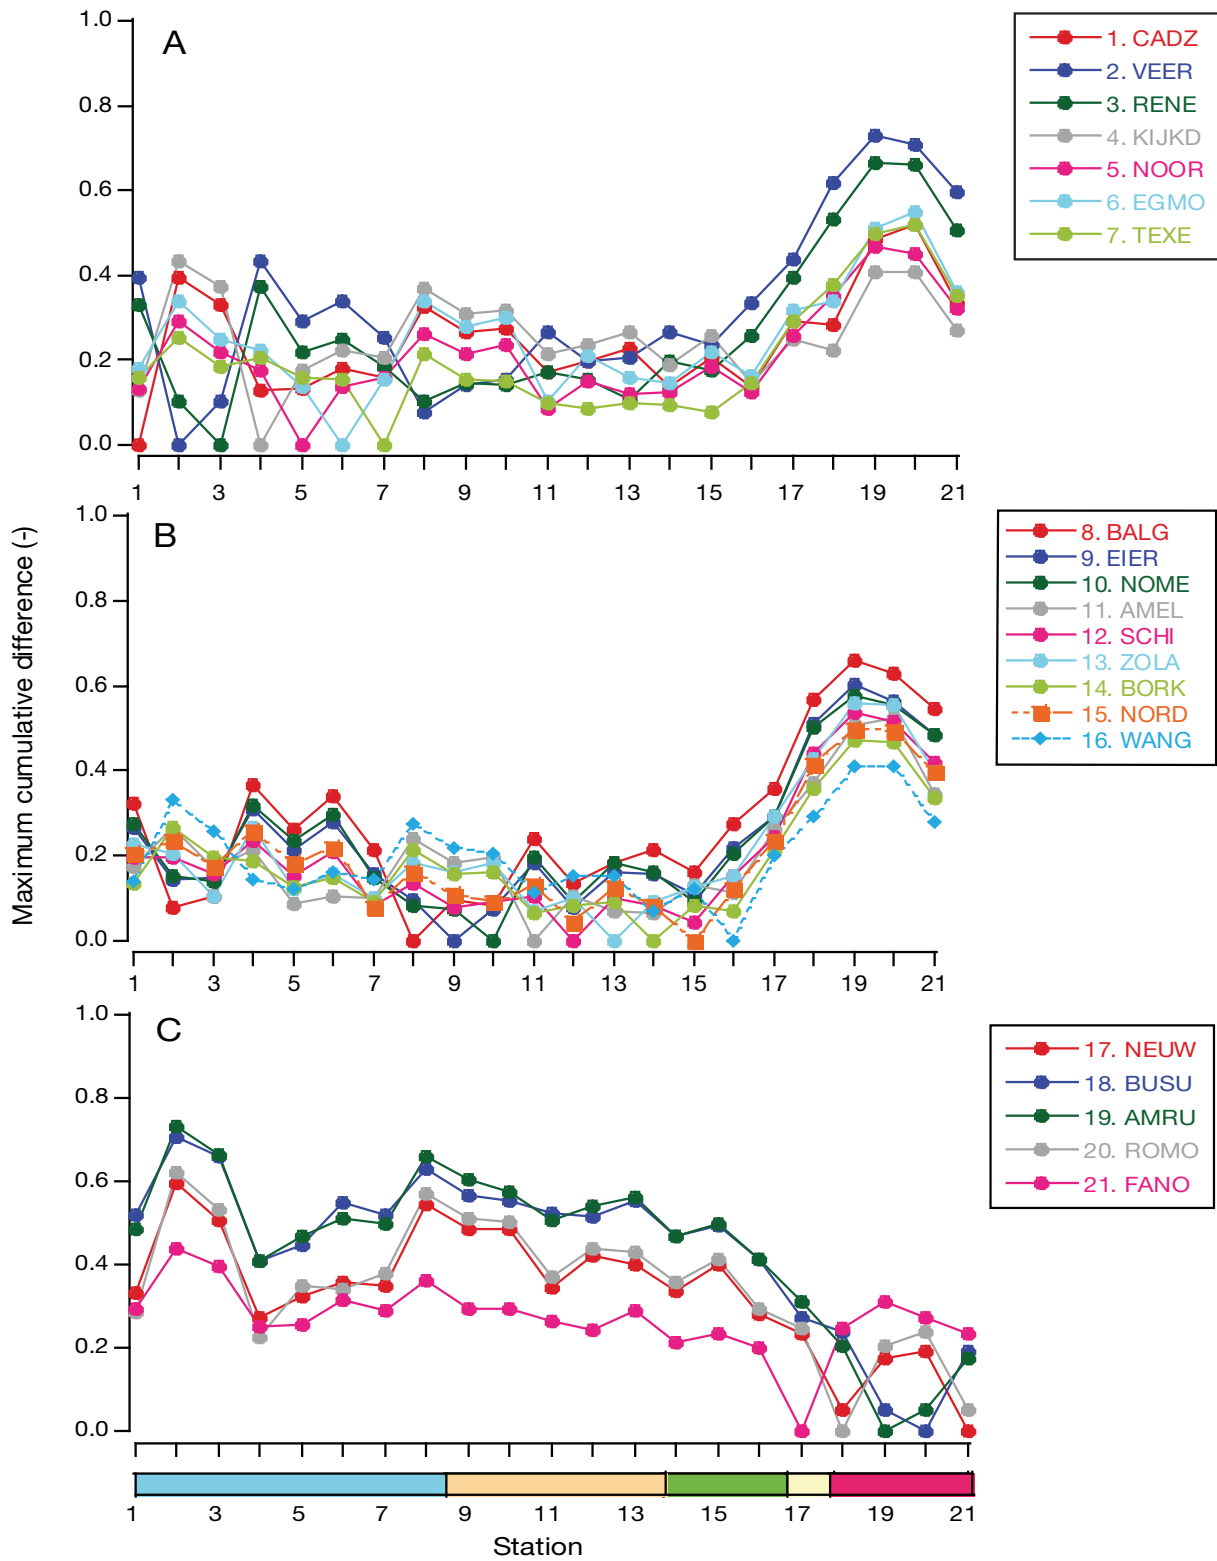 Maximum cumulative difference (-)
A
1.0
0.8
0.6
0.4
0.2
0.0
1 3 5 7 9 11 13 15 17 19 21
1. CADZ
2. VEER
3. RENE
4. KIJKD
5. NOOR
6. EGMO
7. TEXE
B
1.0
0.8
0.6
0.4
0.2
0.0
1 3 5 7 9 11 13 15 17 19 21
8. BALG
9. EIER
10. NOME
11. AMEL
12. SCHI
13. ZOLA
14. BORK
15. NORD
16. WANG
C
1.0
0.8
0.6
0.4
0.2
0.0
17. NEUW
18. BUSU
19. AMRU
20. ROMO
21. FANO
1 3 5 7 9 11 13 15 17 19 21
Station